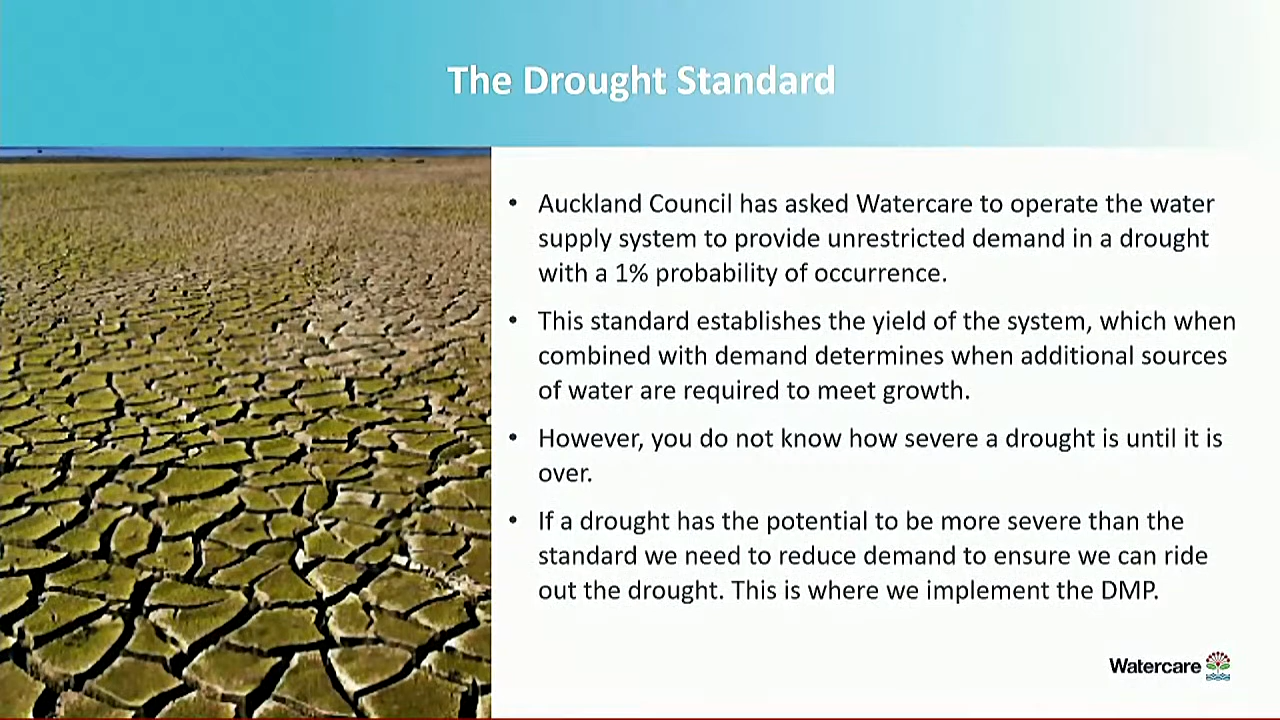 The Drought Standard
• Auckland Council has asked Watercare to operate the water
supply system to provide unrestricted demand in a drought
with a 1% probability of occurrence.
• This standard establishes the yield of the system, which when
combined with demand determines when additional sources
of water are required to meet growth.
• However, you do not know how severe a drought is until it is
over.
• If a drought has the potential to be more severe than the
standard we need to reduce demand to ensure we can ride
out the drought. This is where we implement the DMP.
Watercare